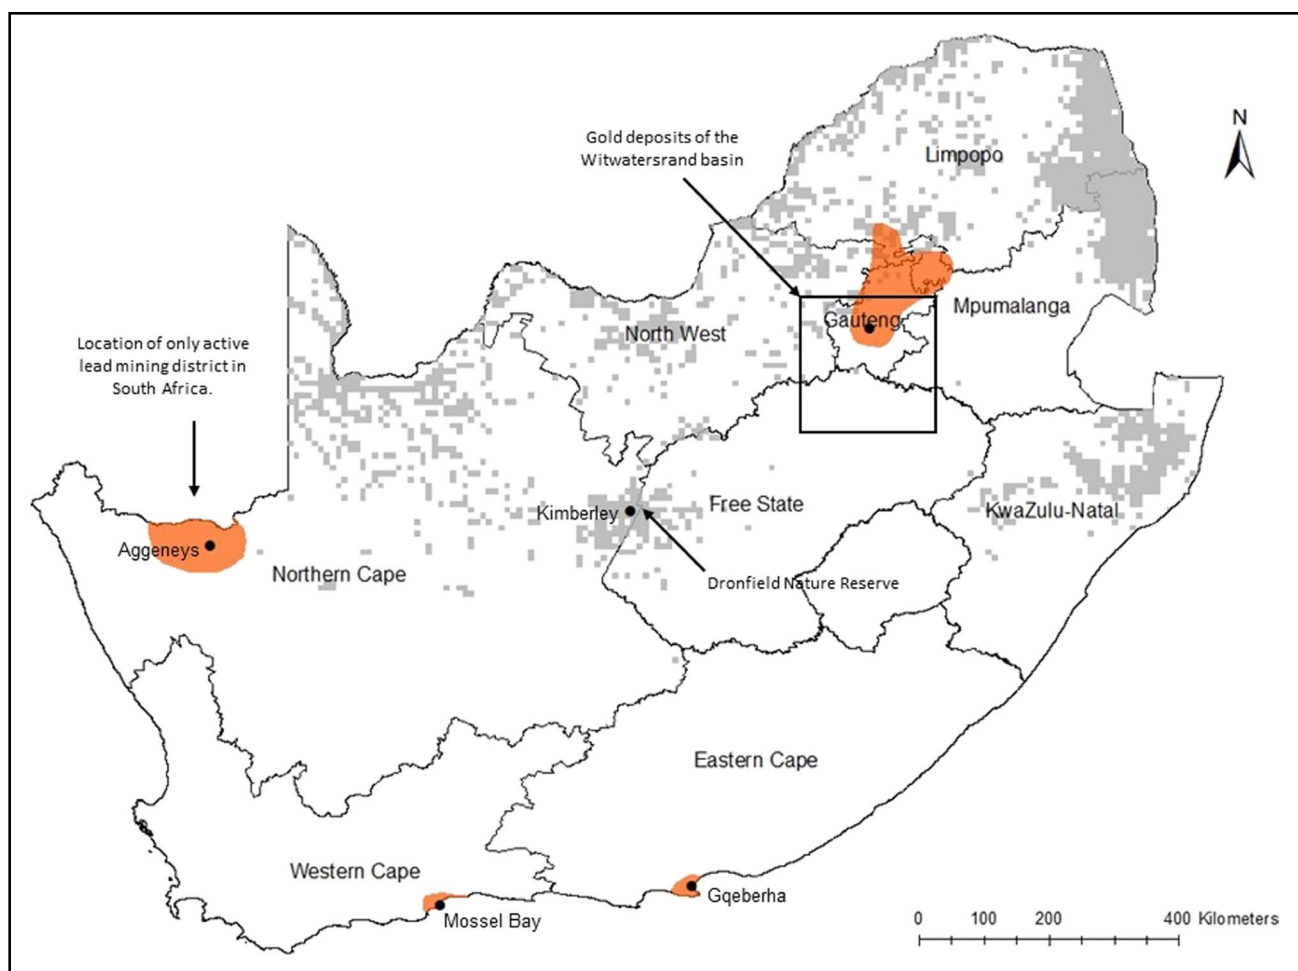 Gold deposits of the
Witwatersrand basin
N
Limpopo
Mpumalanga
Gauteng
North West
Location of only active
lead mining district in
South Africa.
Kimberley
Free State
KwaZulu-Natal
Aggeneys
Northern Cape
Dronfield Nature Reserve
Eastern Cape
Western Cape
Gqeberha
Mossel Bay
0 100 200 400 Kilometers